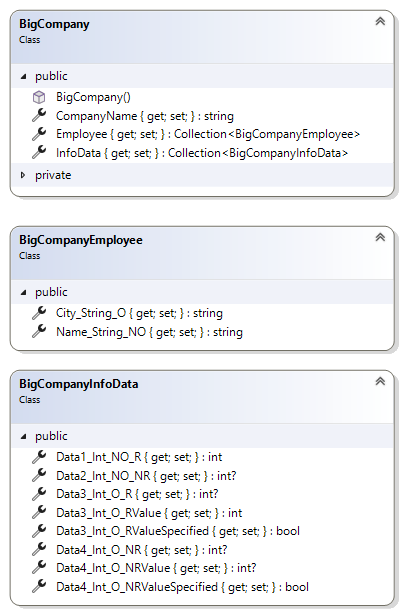 BigCompany
Class
public
BigCompany()
CompanyName { get; set; } : string
Employee { get; set; } : Collection<BigCompanyEmployee>
InfoData { get; set; } : Collection<BigCompanyInfoData>
private
BigCompanyEmployee
Class
public
City_String_O { get; set; } : string
Name_String_NO { get; set; } : string
BigCompanyInfoData
Class
public
Data1_Int_NO_R { get; set; } : int
Data2_Int_NO_NR { get; set; } : int?
Data3_Int_O_R { get; set; } : int?
Data3_Int_O_RValue { get; set; } : int
Data3_Int_O_RValueSpecified { get; set; } : bool
Data4_Int_O_NR { get; set; } : int?
Data4_Int_O_NRValue { get; set; } : int?
Data4_Int_O_NRValueSpecified { get; set; } : bool